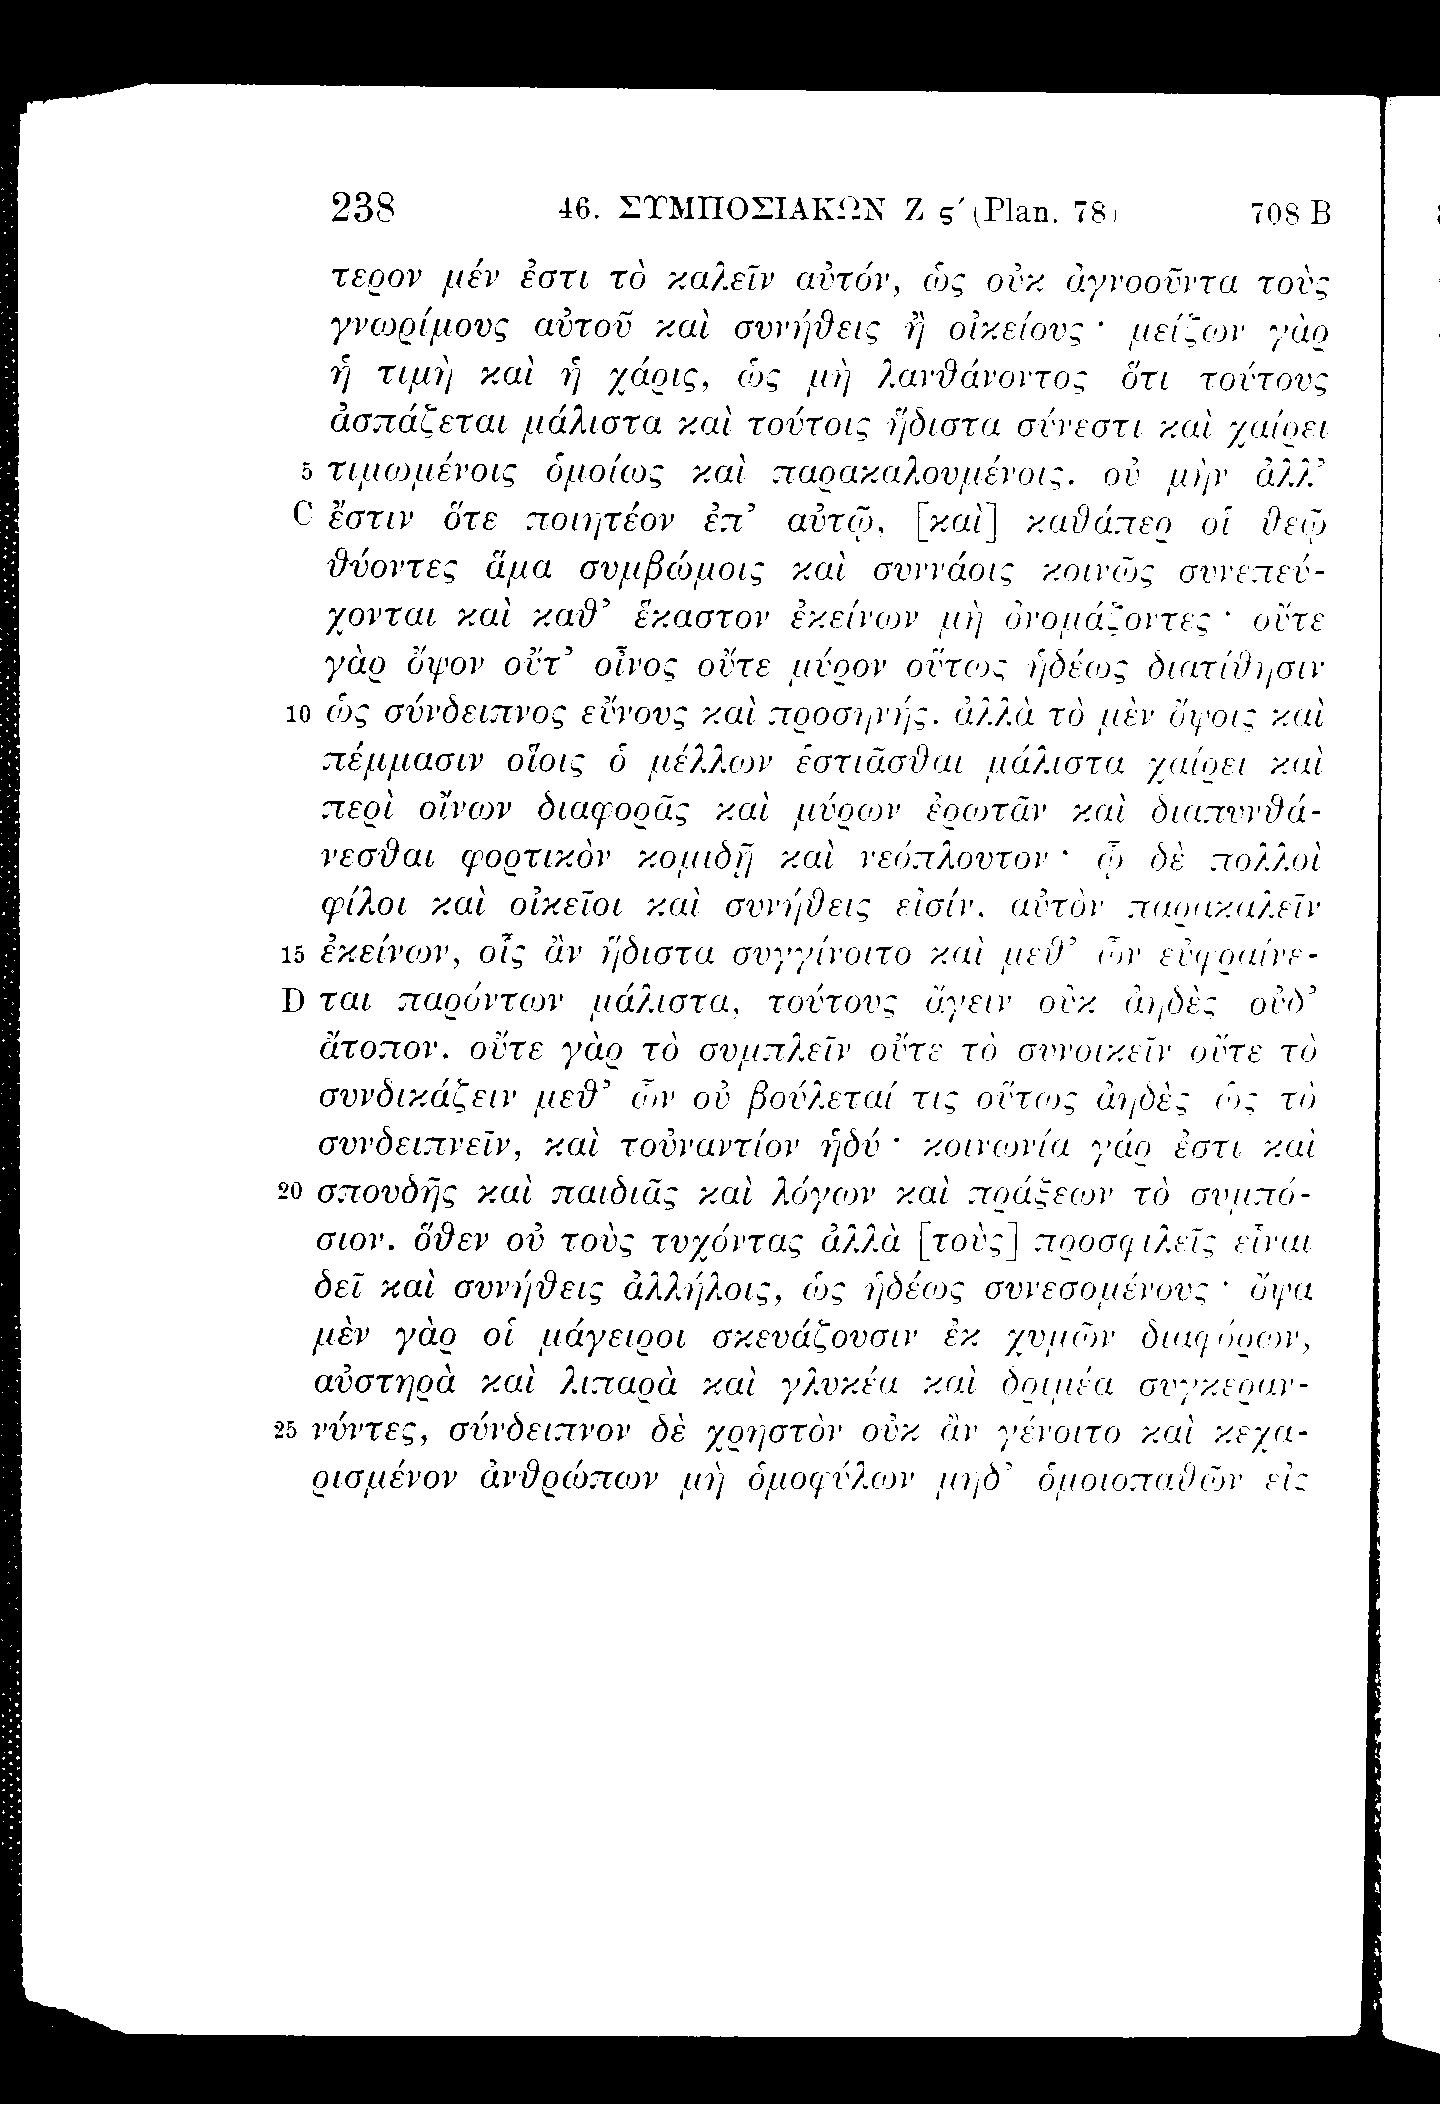 238 46. ΣΥΜΠΟΣΙΑΚΩΝ Ζ ϛ′ (Plan. 78) 708 B
τερον μέν ἐστι τὸ καλεῖν αὐτόν, ὡς οὐκ ἀγνοοῦντα τοὺς
γνωρίμους αὐτοῦ καὶ συνήθεις ἢ οἰκείους · μείζων γὰρ
ἡ τιμὴ καὶ ἡ χάρις, ὡς μὴ λανθάνοντος ὅτι τούτους
ἀσπάζεται μάλιστα καὶ τούτοις ἥδιστα σύνεστι καὶ χαίρει
5 τιμωμένοις ὁμοίως καὶ παρακαλουμένοις. οὐ μὴν ἀλλ’
C ἔστιν ὅτε ποιητέον ἐπ’ αὐτῷ, [καὶ] καθάπερ οἱ θεῷ
θύοντες ἅμα συμβώμοις καὶ συννάοις κοινῶς συνεπεύ-
χονται καὶ καθ’ ἕκαστον ἐκείνων μὴ ὀνομάζοντες · οὔτε
γὰρ ὄψον οὔτ’ οἶνος οὔτε μύρον οὕτως ἡδέως διατίθησιν
10 ὡς σύνδειπνος εὔνους καὶ προσηνής. ἀλλὰ τὸ μὲν ὄψοις καὶ
πέμμασιν οἵοις ὁ μέλλων ἑστιᾶσθαι μάλιστα χαίρει καὶ
περὶ οἴνων διαφορᾶς καὶ μύρων ἐρωτᾶν καὶ διαπυνθά-
νεσθαι φορτικὸν κομιδῇ καὶ νεόπλουτον · ᾧ δὲ πολλοὶ
φίλοι καὶ οἰκεῖοι καὶ συνήθεις εἰσίν, αὐτὸν παρακαλεῖν
15 ἐκείνων, οἷς ἂν ἥδιστα συγγίνοιτο καὶ μεθ’ ὧν εὐφραίνε-
D ται παρόντων μάλιστα, τούτους ἄγειν οὐκ ἀηδὲς οὐδ’
ἄτοπον. οὔτε γὰρ τὸ συμπλεῖν οὔτε τὸ συνοικεῖν οὔτε τὸ
συνδικάζειν μεθ’ ὧν οὐ βούλεταί τις οὕτως ἀηδὲς ὡς τὸ
συνδειπνεῖν, καὶ τοὐναντίον ἡδύ · κοινωνία γάρ ἐστι καὶ
20 σπουδῆς καὶ παιδιᾶς καὶ λόγων καὶ πράξεων τὸ συμπό-
σιον. ὅθεν οὐ τοὺς τυχόντας ἀλλὰ [τοὺς] προσφιλεῖς εἶναι
δεῖ καὶ συνήθεις ἀλλήλοις, ὡς ἡδέως συνεσομένους · ὄψα
μὲν γὰρ οἱ μάγειροι σκευάζουσιν ἐκ χυμῶν διαφόρων,
αὐστηρὰ καὶ λιπαρὰ καὶ γλυκέα καὶ δριμέα συγκεραν-
25 νύντες, σύνδειπνον δὲ χρηστὸν οὐκ ἂν γένοιτο καὶ κεχα-
ρισμένον ἀνθρώπων μὴ ὁμοφύλων μηδ’ ὁμοιοπαθῶν εἰς